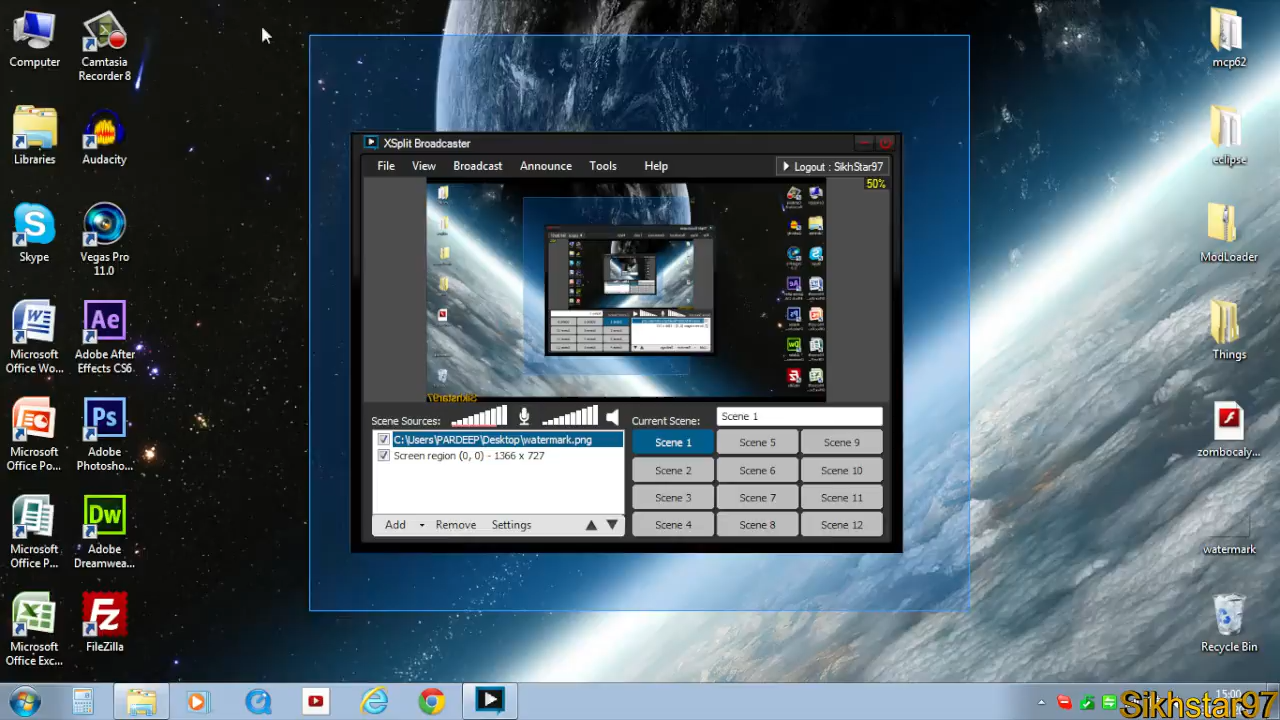 Computer
Camtasia
Recorder 8
Libraries
Audacity
Skype
Vegas Pro
11.0
Microsoft
Office Wo...
Adobe After
Effects CS6
Microsoft
Office Po...
Adobe
Photosho...
Microsoft
Office P...
Adobe
Dreamwea...
Microsoft
Office Exc...
FileZilla
XSplit Broadcaster
File
View
Broadcast
Announce
Tools
Help
Logout : SikhStar97
50%
Sikhstar97
Scene Sources:
C:\Users\PARDEEP\Desktop\watermark.png
Screen region (0, 0) - 1366 x 727
Add
Remove
Settings
Current Scene:
Scene 1
Scene 1
Scene 5
Scene 9
Scene 2
Scene 6
Scene 10
Scene 3
Scene 7
Scene 11
Scene 4
Scene 8
Scene 12
mcp62
eclipse
ModLoader
Things
zombocaly...
watermark
Recycle Bin
15:00
Sikhstar97